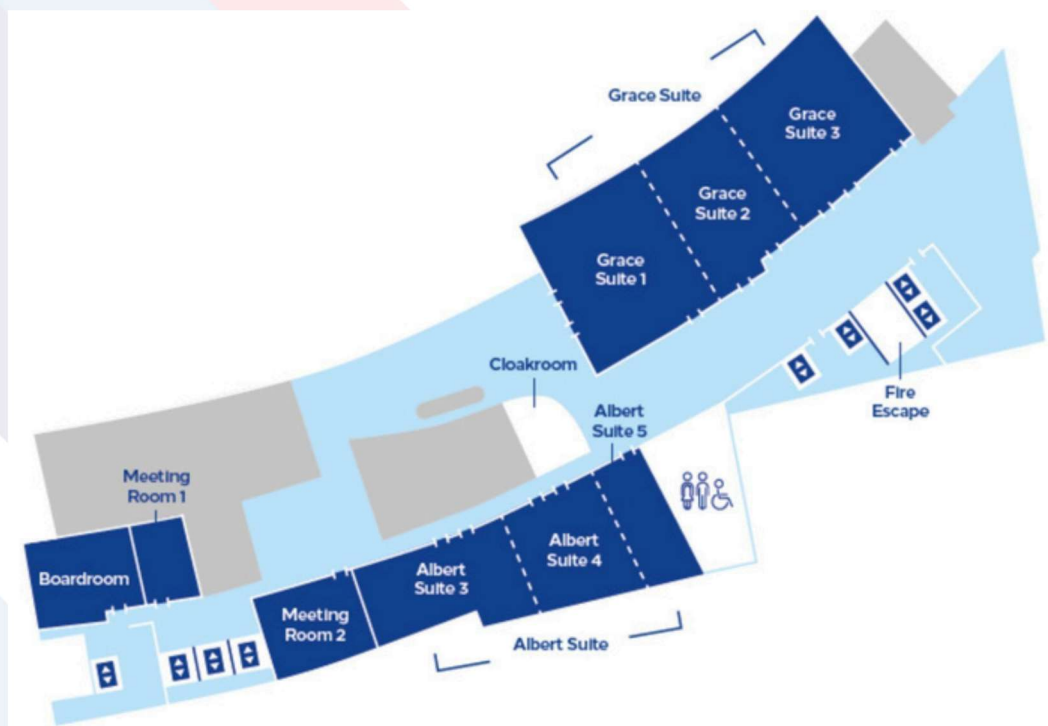 Grace Suite
Grace
Suite 3
Grace
Suite 2
Grace
Suite 1
Cloakroom
Albert
Suite 5
Fire
Escape
Meeting
Room 1
Boardroom
Albert
Suite 4
Albert
Suite 3
Meeting
Room 2
Albert Suite